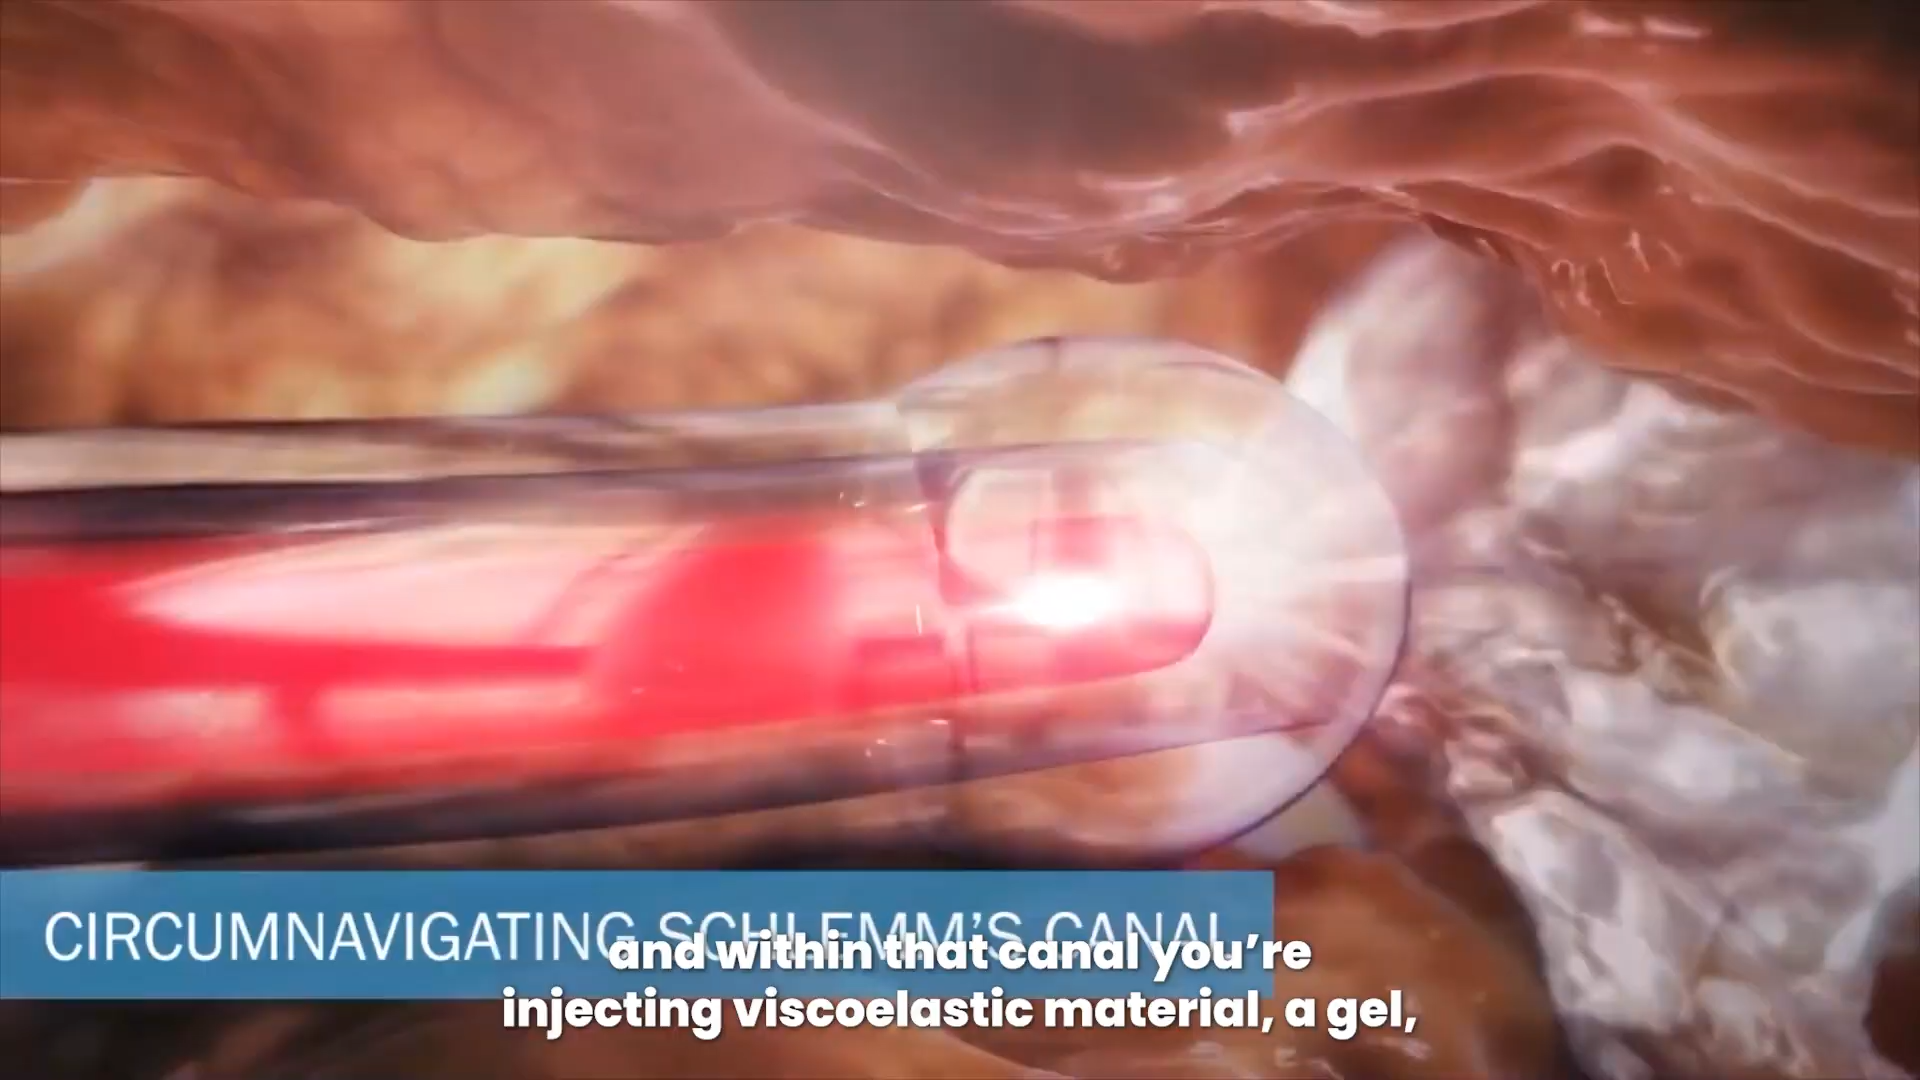 CIRCUMNAVIGATING SCHLEMM'S CANAL
and within that canal you're
injecting viscoelastic material, a gel,